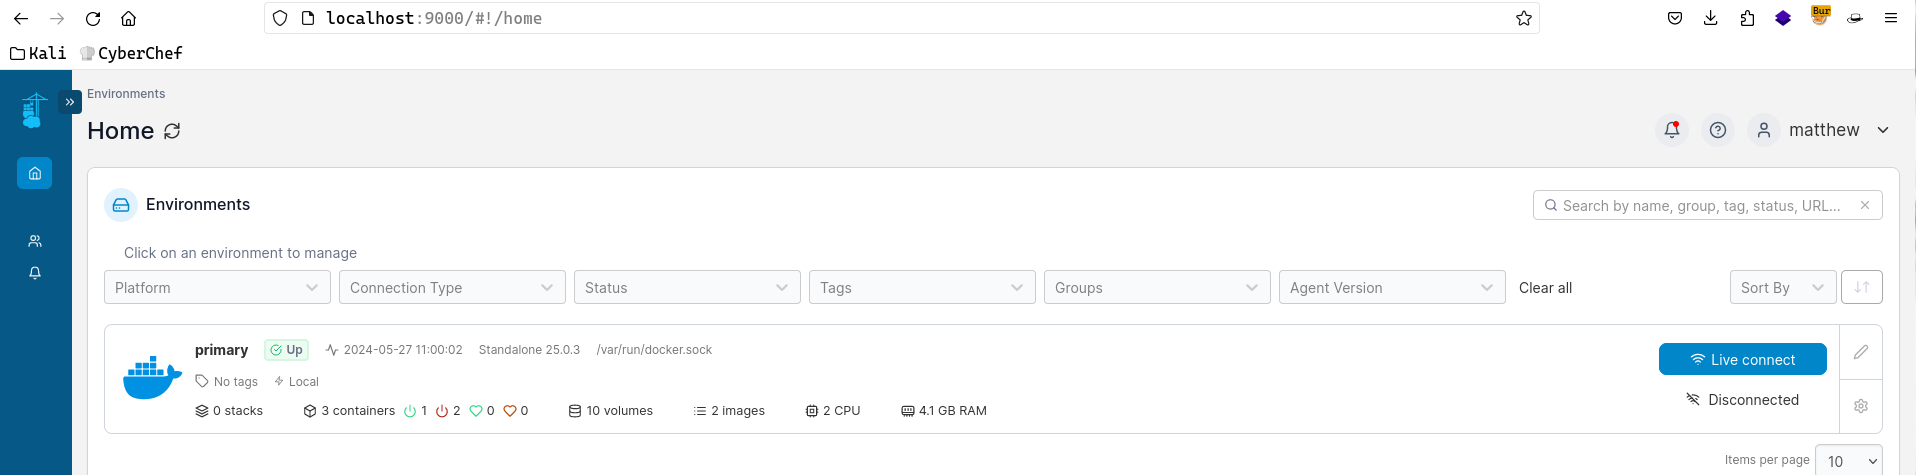 localhost:9000/#!/home
Bur
Kali CyberChef
Environments
Home
matthew
Environments
Search by name, group, tag, status, URL...
Click on an environment to manage
Platform Connection Type Status Tags Groups Agent Version Clear all Sort By
primary Up 2024-05-27 11:00:02 Standalone 25.0.3 /var/run/docker.sock
Live connect
No tags Local
Disconnected
0 stacks 3 containers 1 2 0 0 10 volumes 2 images 2 CPU 4.1 GB RAM
Items per page 10